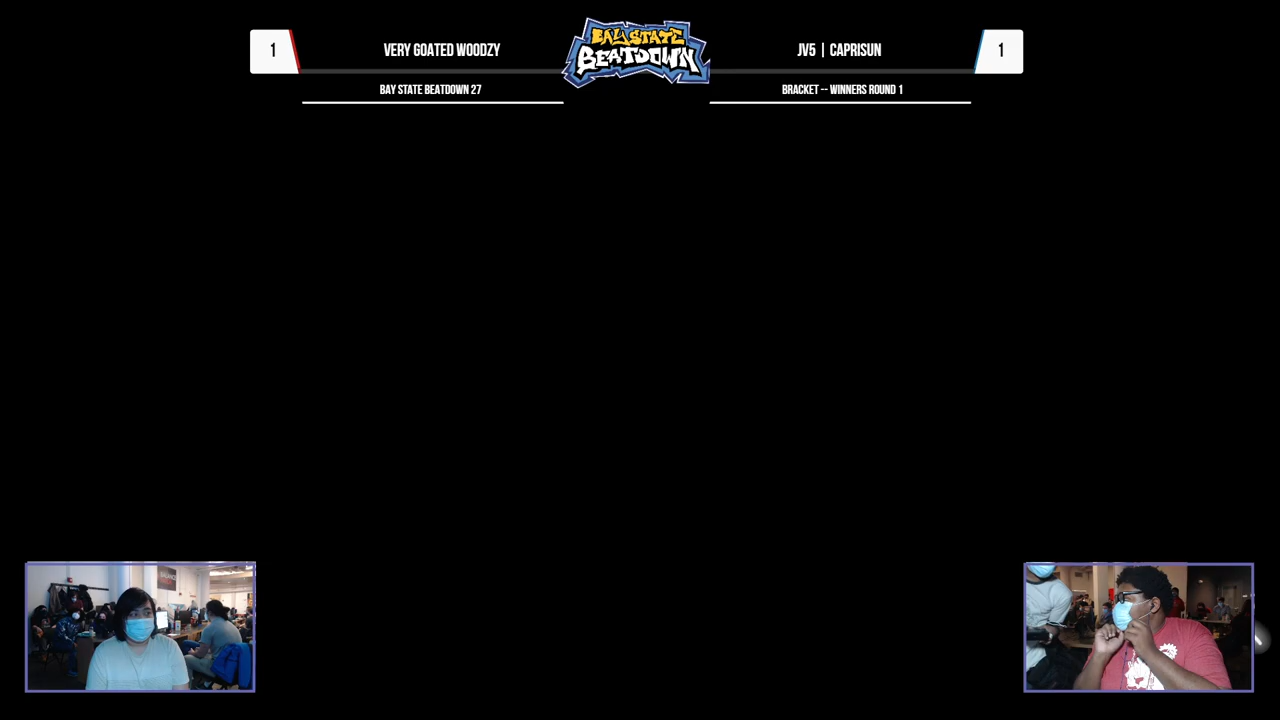 1
VERY GOATED WOODZY
BAY STATE
BEATDOWN
JV5 | CAPRISUN
1
BAY STATE BEATDOWN 27
BRACKET -- WINNERS ROUND 1